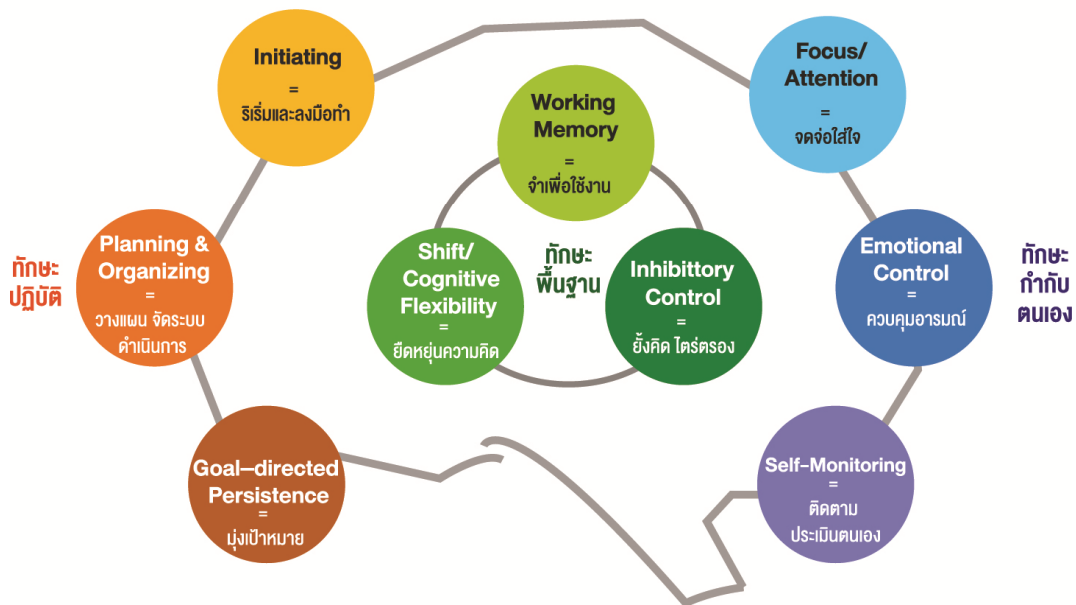 Initiating
=
ริเริ่มและลงมือทำ
Focus/
Attention
=
จดจ่อใส่ใจ
Working
Memory
=
จำเพื่อใช้งาน
ทักษะ
ปฏิบัติ
Planning &
Organizing
=
วางแผน จัดระบบ
ดำเนินการ
Shift/
Cognitive
Flexibility
=
ยืดหยุ่นความคิด
ทักษะ
พื้นฐาน
Inhibittory
Control
=
ยั้งคิด ไตร่ตรอง
Emotional
Control
=
ควบคุมอารมณ์
ทักษะ
กำกับ
ตนเอง
Goal–directed
Persistence
=
มุ่งเป้าหมาย
Self–Monitoring
=
ติดตาม
ประเมินตนเอง